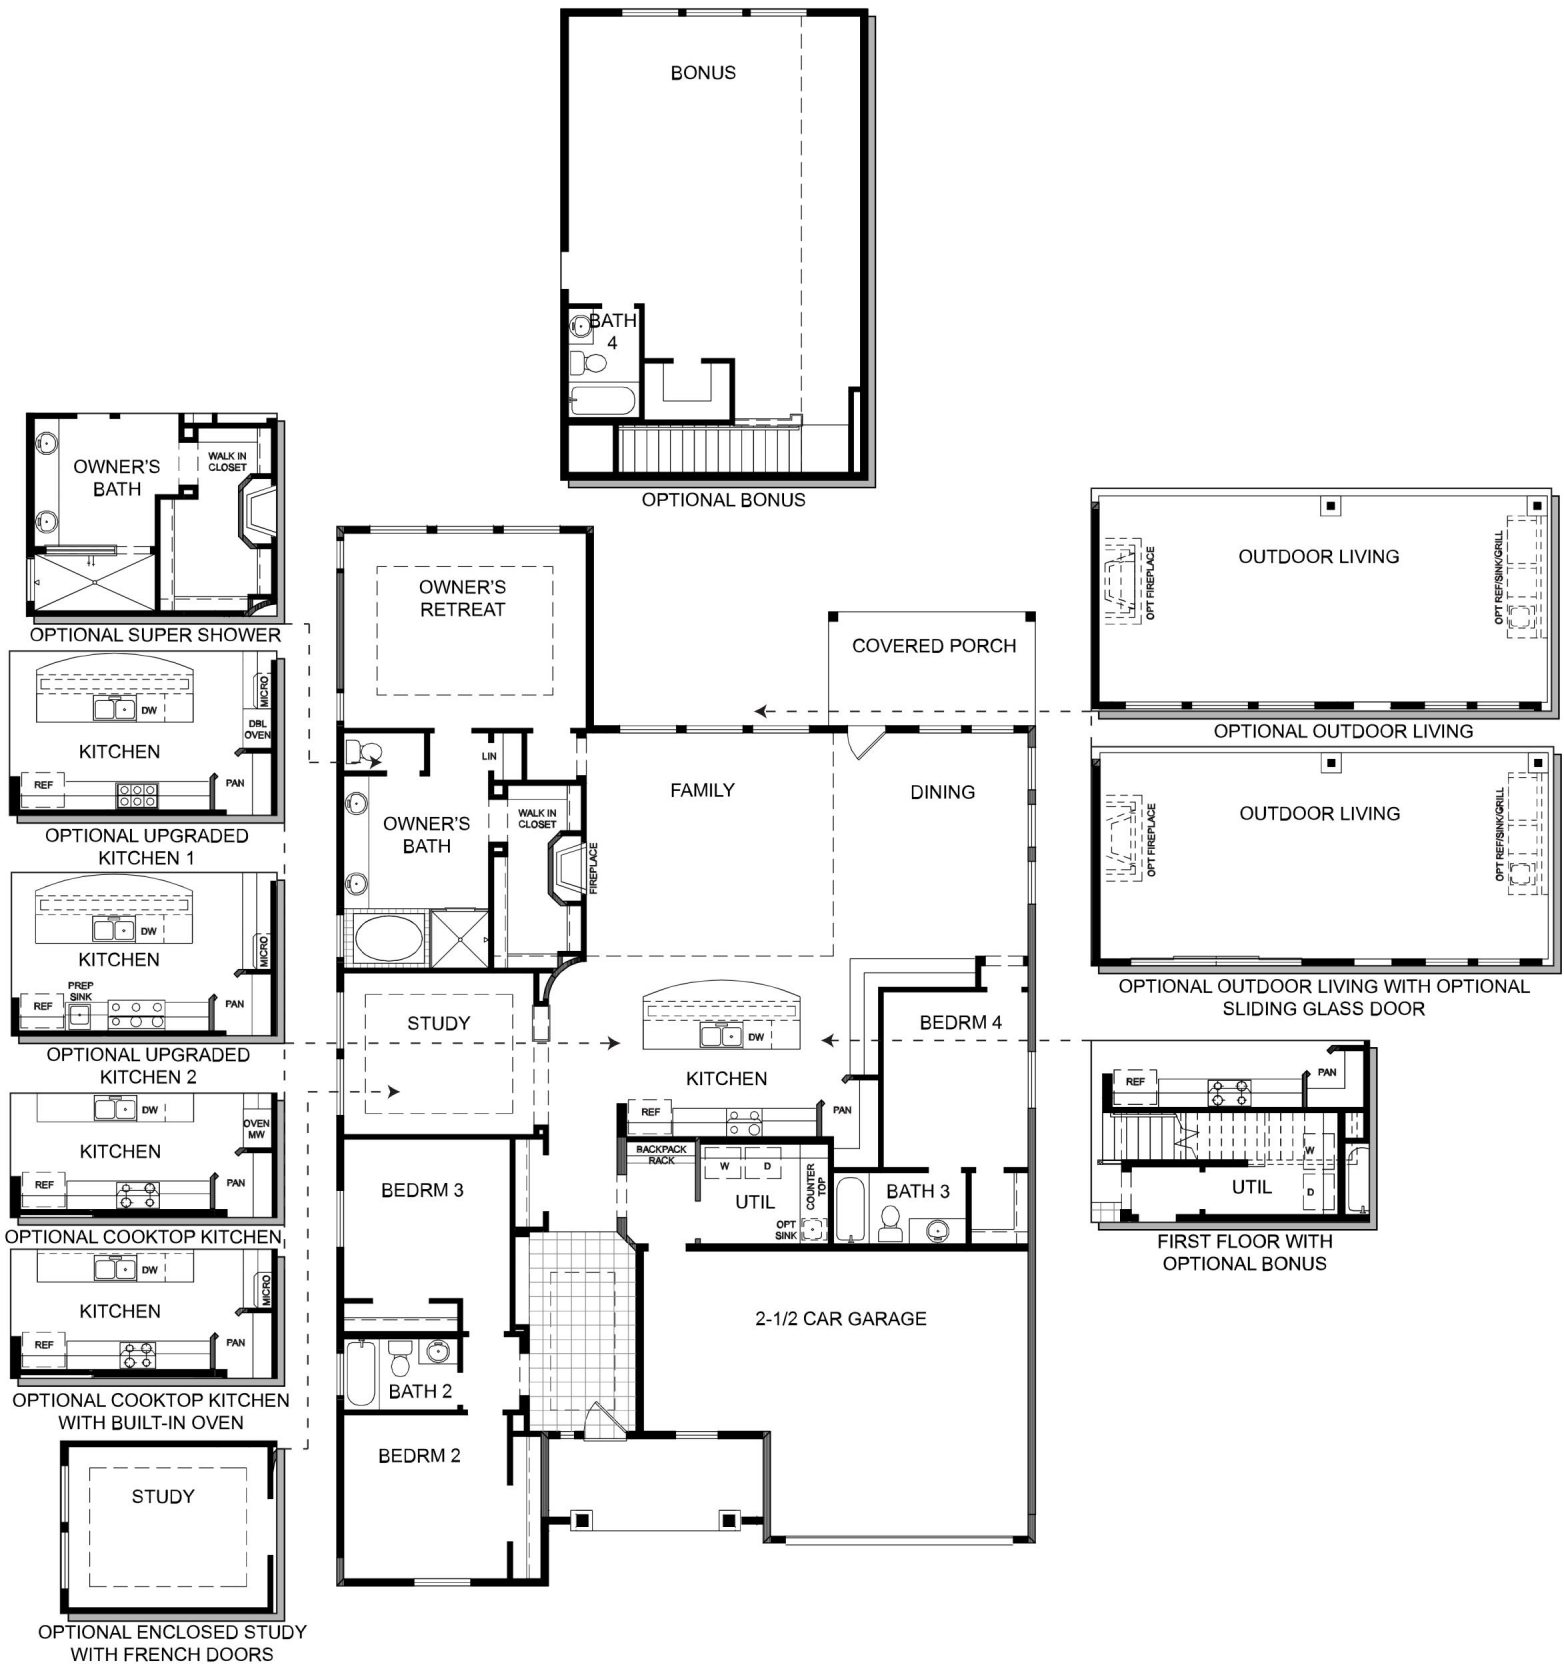 BONUS
BATH
4
OPTIONAL BONUS
OWNER'S
BATH
WALK IN
CLOSET
OPTIONAL SUPER SHOWER
DW
MICRO
DBL
OVEN
KITCHEN
REF
PAN
OPTIONAL UPGRADED
KITCHEN 1
DW
MICRO
KITCHEN
PREP
SINK
REF
PAN
OPTIONAL UPGRADED
KITCHEN 2
DW
OVEN
MW
KITCHEN
REF
PAN
OPTIONAL COOKTOP KITCHEN
DW
MICRO
KITCHEN
REF
PAN
OPTIONAL COOKTOP KITCHEN
WITH BUILT-IN OVEN
STUDY
OPTIONAL ENCLOSED STUDY
WITH FRENCH DOORS
OWNER'S
RETREAT
COVERED PORCH
LIN
FAMILY
DINING
OWNER'S
BATH
WALK IN
CLOSET
FIREPLACE
STUDY
BEDRM 4
DW
KITCHEN
REF
PAN
BACKPACK
RACK
W
D
COUNTER
TOP
UTIL
OPT
SINK
BATH 3
BEDRM 3
2-1/2 CAR GARAGE
BATH 2
BEDRM 2
OUTDOOR LIVING
OPT FIREPLACE
OPT REF/SINK/GRILL
OPTIONAL OUTDOOR LIVING
OUTDOOR LIVING
OPT FIREPLACE
OPT REF/SINK/GRILL
OPTIONAL OUTDOOR LIVING WITH OPTIONAL
SLIDING GLASS DOOR
REF
PAN
W
UTIL
D
FIRST FLOOR WITH
OPTIONAL BONUS